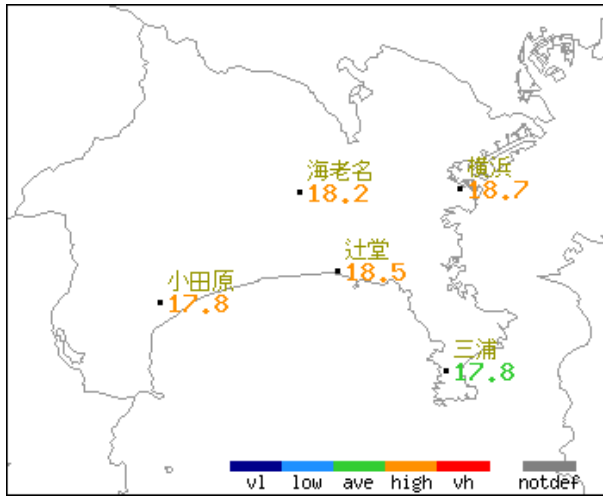 海老名
18.2
横浜
18.7
辻堂
18.5
小田原
17.8
三浦
17.8
vl low ave high vh notdef